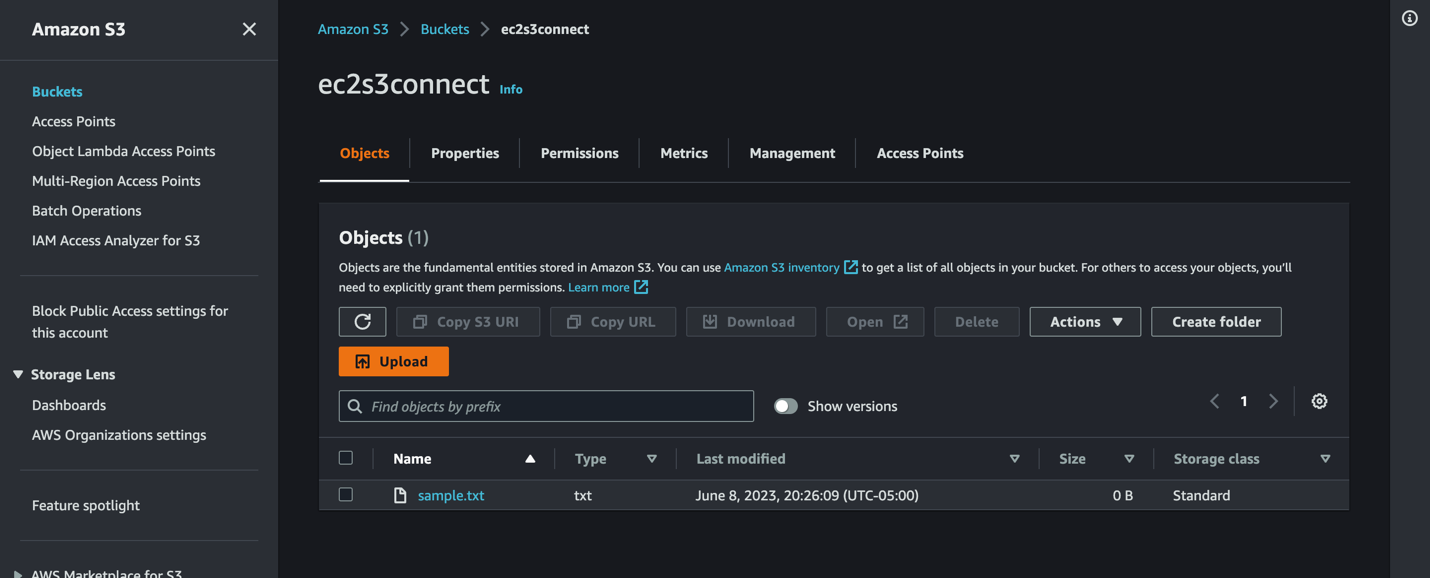 Amazon S3
Buckets
Access Points
Object Lambda Access Points
Multi-Region Access Points
Batch Operations
IAM Access Analyzer for S3
Block Public Access settings for
this account
Storage Lens
Dashboards
AWS Organizations settings
Feature spotlight
AWS Marketplace for S3
Amazon S3 Buckets ec2s3connect
ec2s3connect Info
Objects Properties Permissions Metrics Management Access Points
Objects (1)
Objects are the fundamental entities stored in Amazon S3. You can use Amazon S3 inventory to get a list of all objects in your bucket. For others to access your objects, you'll
need to explicitly grant them permissions. Learn more
Copy S3 URI Copy URL Download Open Delete Actions Create folder
Upload
Find objects by prefix Show versions 1
Name Type Last modified Size Storage class
sample.txt txt June 8, 2023, 20:26:09 (UTC-05:00) 0 B Standard